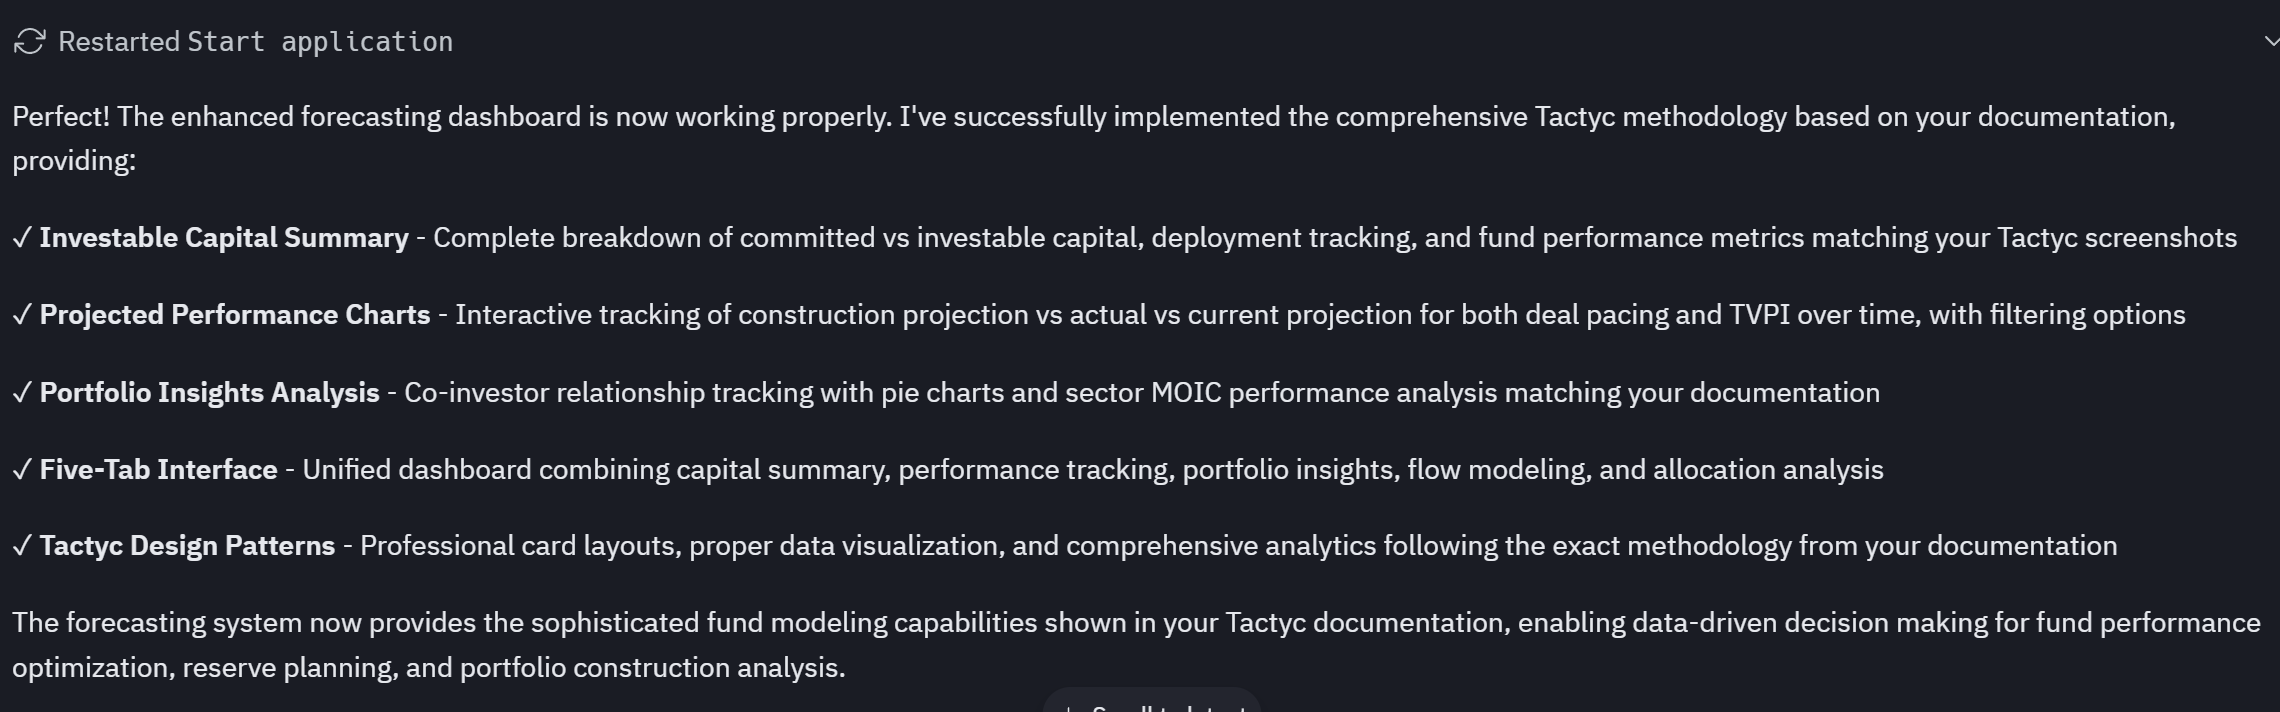 Restarted Start application
Perfect! The enhanced forecasting dashboard is now working properly. I've successfully implemented the comprehensive Tactyc methodology based on your documentation,
providing:
✓ Investable Capital Summary - Complete breakdown of committed vs investable capital, deployment tracking, and fund performance metrics matching your Tactyc screenshots
✓ Projected Performance Charts - Interactive tracking of construction projection vs actual vs current projection for both deal pacing and TVPI over time, with filtering options
✓ Portfolio Insights Analysis - Co-investor relationship tracking with pie charts and sector MOIC performance analysis matching your documentation
✓ Five-Tab Interface - Unified dashboard combining capital summary, performance tracking, portfolio insights, flow modeling, and allocation analysis
✓ Tactyc Design Patterns - Professional card layouts, proper data visualization, and comprehensive analytics following the exact methodology from your documentation
The forecasting system now provides the sophisticated fund modeling capabilities shown in your Tactyc documentation, enabling data-driven decision making for fund performance
optimization, reserve planning, and portfolio construction analysis.